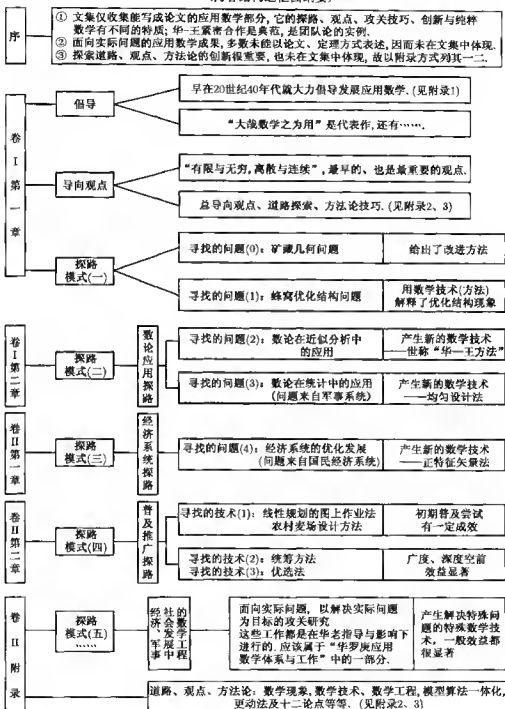 序
① 文集仅收集能写成论文的应用数学部分，它的探路、观点、攻关技巧、创新与纯粹
数学有不同的特质；华–王紧密合作是典范，是团队论的实例.
② 面向实际问题的应用数学成果，多数未能以论文、定理方式表述，因而未在文集中体现.
③ 探索道路、观点、方法论的创新很重要，也未在文集中体现，故以附录方式列其一二.
卷Ⅰ第一章
倡导
早在20世纪40年代就大力倡导发展应用数学.(见附录1)
“大哉数学之为用”是代表作,还有…….
导向观点
“有限与无穷,离散与连续”,最早的、也是最重要的观点.
总导向观点、道路探索、方法论技巧.(见附录2、3)
探路
模式(一)
寻找的问题(0)：矿藏几何问题
给出了改进方法
寻找的问题(1)：蜂窝优化结构问题
用数学技术(方法)
解释了优化结构现象
卷Ⅰ第二章
探路
模式(二)
数论应用探路
寻找的问题(2)：数论在近似分析中
的应用
产生新的数学技术
——世称“华—王方法”
寻找的问题(3)：数论在统计中的应用
(问题来自军事系统)
产生新的数学技术
——均匀设计法
卷Ⅱ第一章
探路
模式(三)
经济系统探路
寻找的问题(4)：经济系统的优化发展
(问题来自国民经济系统)
产生新的数学技术
——正特征矢量法
卷Ⅱ第二章
探路
模式(四)
普及推广探路
寻找的技术(1)：线性规划的图上作业法
农村麦场设计方法
初期普及尝试
有一定成效
寻找的技术(2)：统筹方法
寻找的技术(3)：优选法
广度、深度空前
效益显著
卷Ⅱ附录
探路
模式(五)
……
经济、军事
社会发展中
的数学工程
面向实际问题，以解决实际问题
为目标的攻关研究
这些工作都是在华老指导与影响下
进行的.应该属于“华罗庚应用
数学体系与工作”中的一部分.
产生解决特殊问
题的特殊数学技
术，一般效益都
很显著
道路、观点、方法论：数学现象,数学技术、数学工程,模型算法一体化,
更动法及十二论点等等.(见附录2、3)